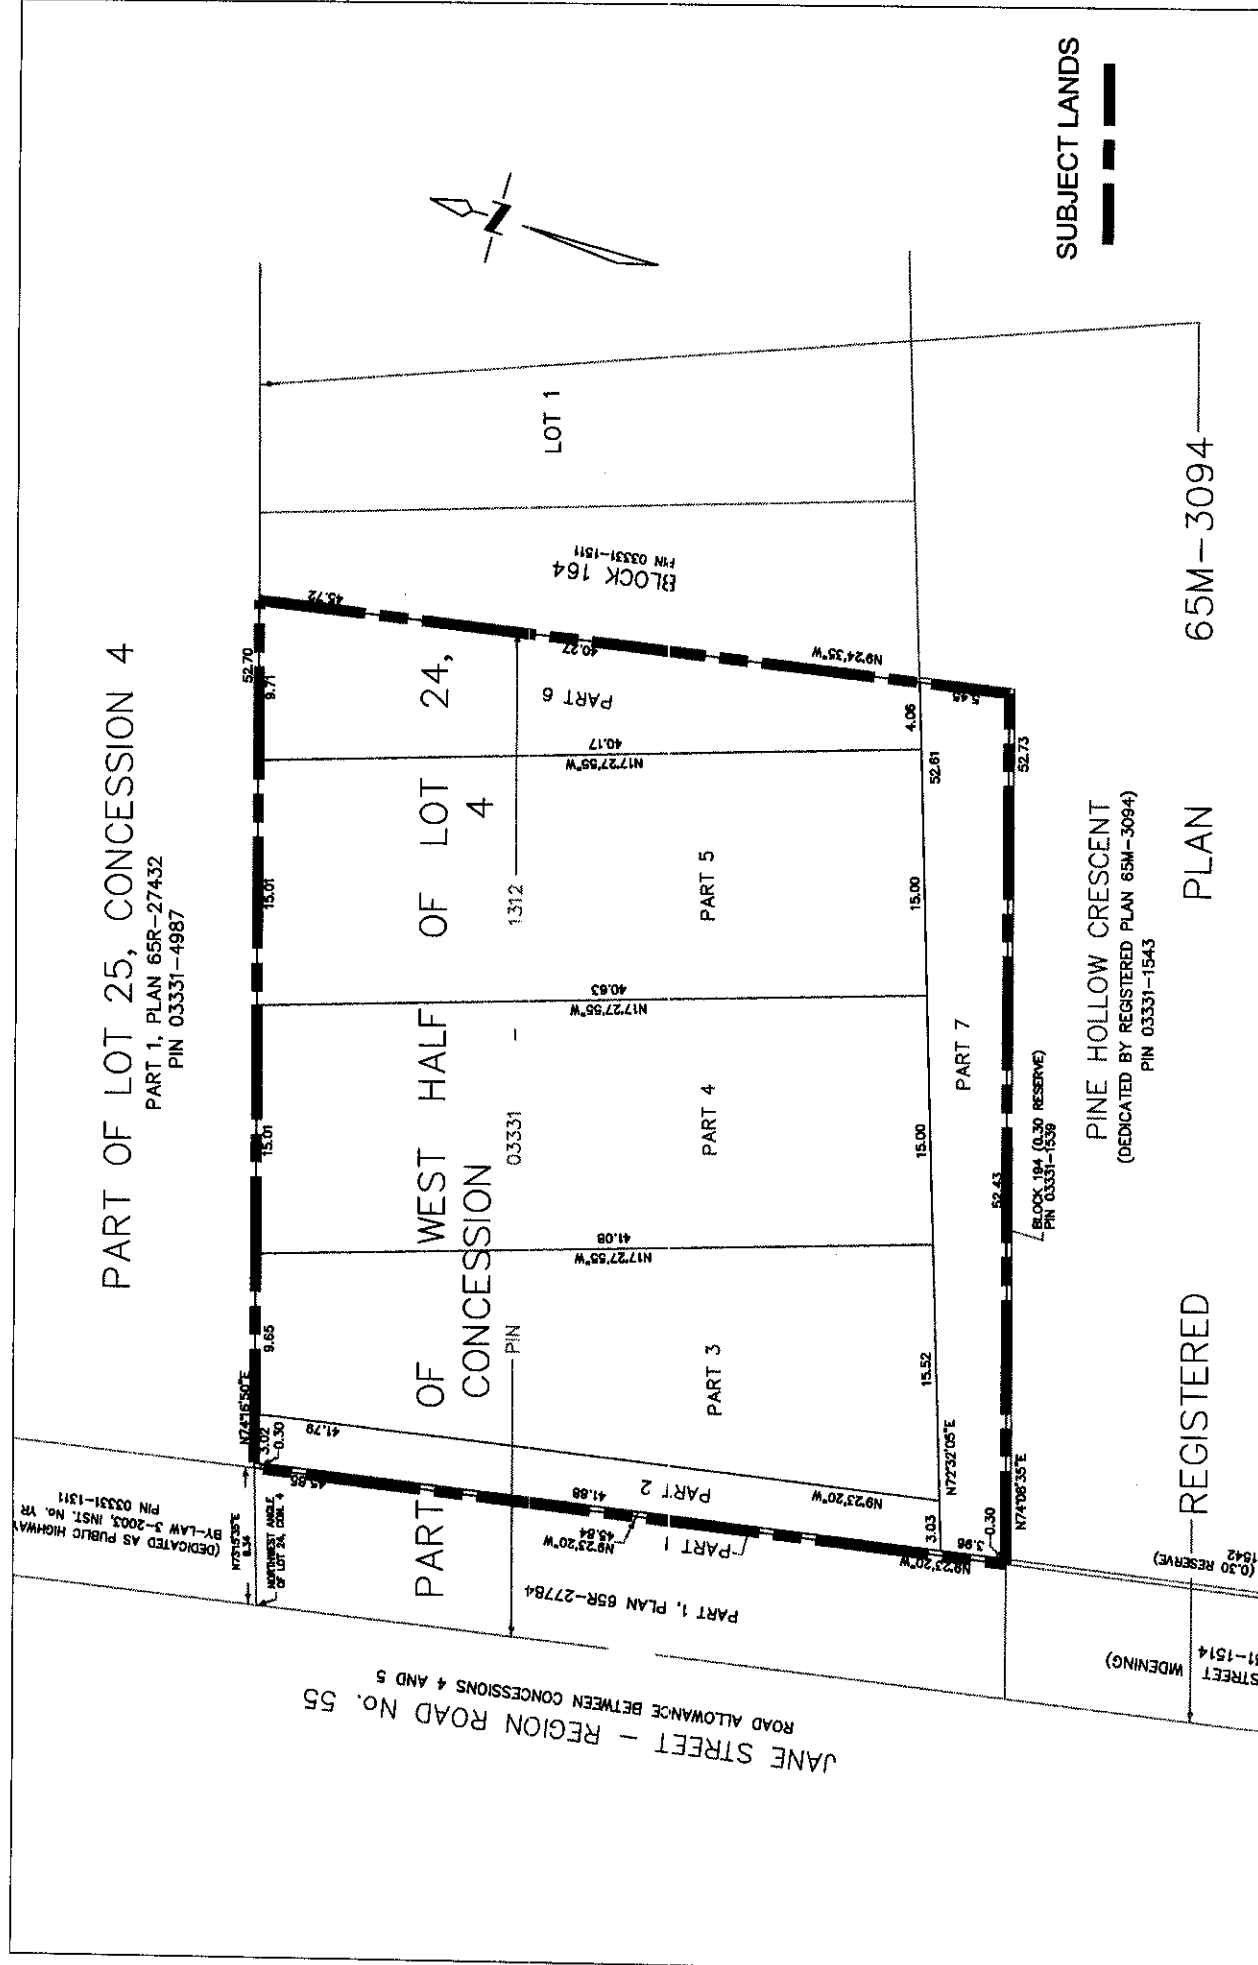 SUBJECT LANDS
N
PART OF LOT 25, CONCESSION 4
PART 1, PLAN 65R-27432
PIN 03331-4987
LOT 1
BLOCK 164
PIN 03331-1511
52.70
9.71
15.01
15.01
9.65
N74°16'50"E
3.02
0.30
45.72
40.27
N9°24'35"W
5.45
PART 6
40.17
N17°27'55"W
PART 5
40.63
N17°27'55"W
PART 4
41.08
N17°27'55"W
PART 3
41.79
N9°23'20"W
PART 2
41.88
45.85
N9°23'20"W
45.84
PART 1
N9°23'20"W
PART OF WEST HALF OF LOT 24,
CONCESSION 4
PIN 03331 - 1312
4.06
52.61
15.00
15.00
15.52
N72°32'05"E
3.03
PART 7
52.73
52.43
3.98
0.30
N74°08'35"E
BLOCK 194 (0.30 RESERVE)
PIN 03331-1539
PINE HOLLOW CRESCENT
(DEDICATED BY REGISTERED PLAN 65M-3094)
PIN 03331-1543
REGISTERED PLAN 65M-3094
(DEDICATED AS PUBLIC HIGHWAY
BY-LAW 3-2003, INST. No. YR
PIN 03331-1311
N73°15'35"E
8.34
NORTHWEST ANGLE
OF LOT 24, CON. 4
PART 1, PLAN 65R-27784
JANE STREET - REGION ROAD No. 55
ROAD ALLOWANCE BETWEEN CONCESSIONS 4 AND 5
(0.30 RESERVE)
1542
STREET WIDENING)
31-1514